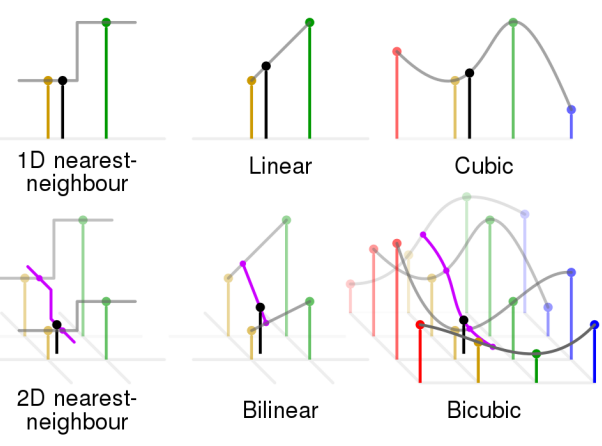 1D nearest-
neighbour
Linear
Cubic
2D nearest-
neighbour
Bilinear
Bicubic